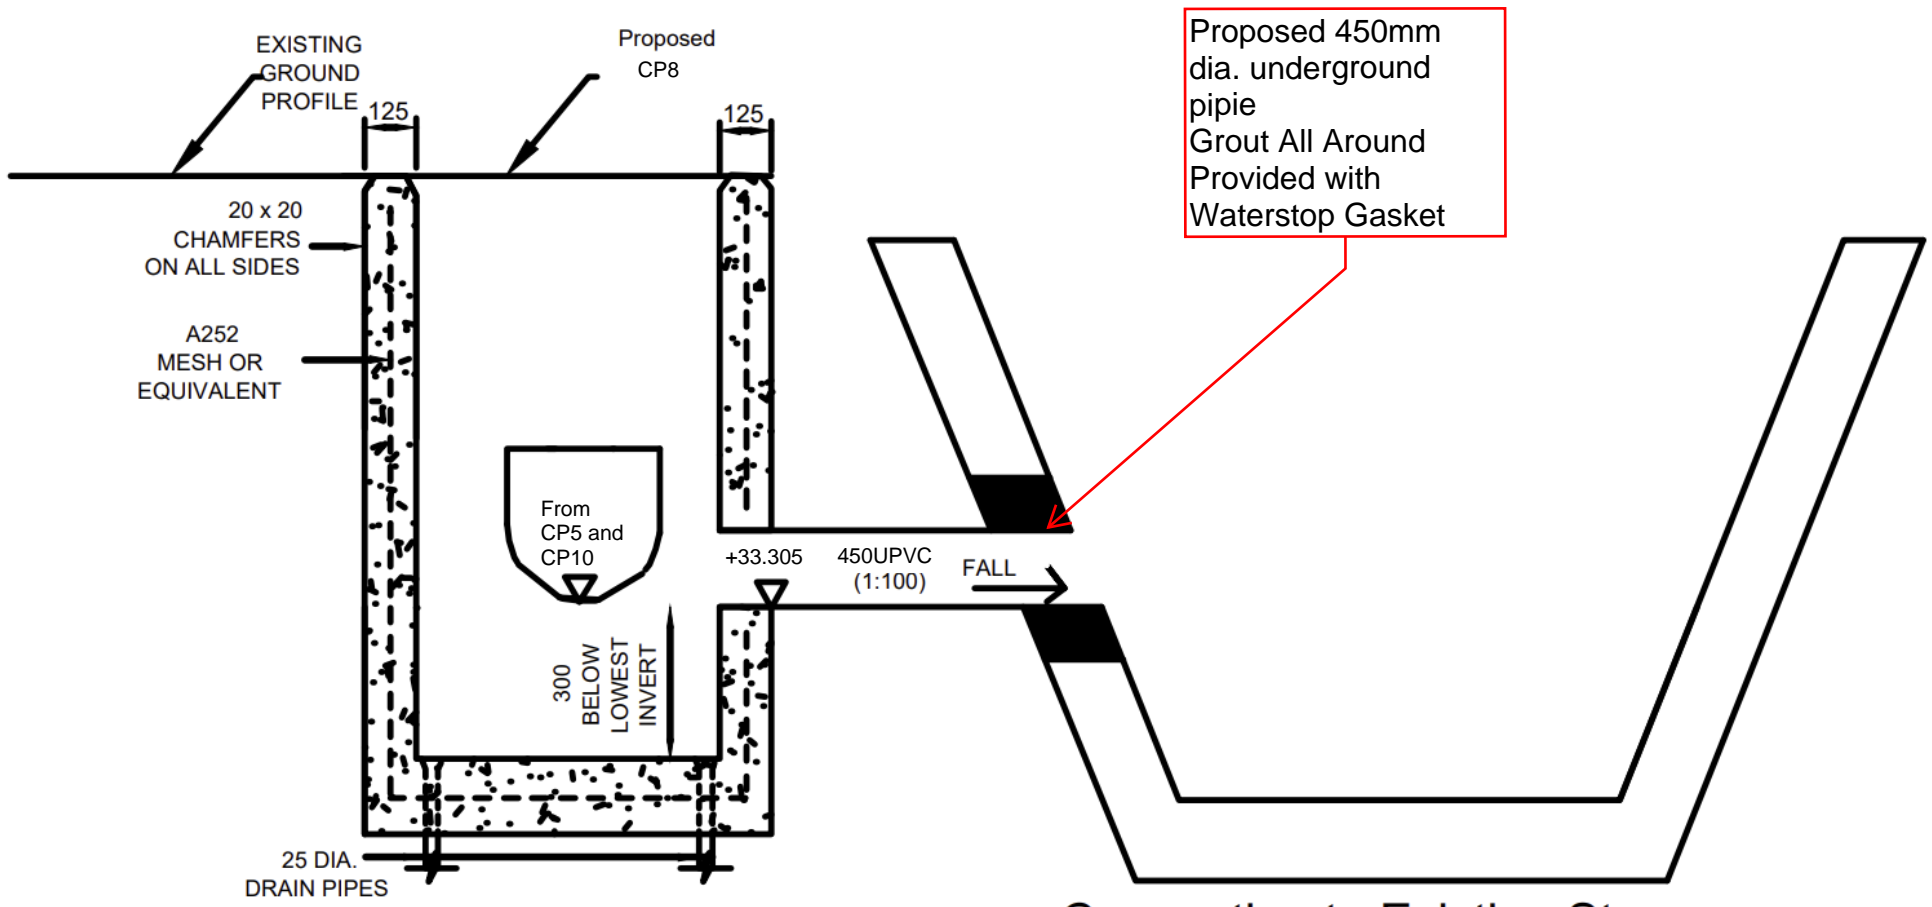 EXISTING
GROUND
PROFILE
Proposed
CP8
Proposed 450mm
dia. underground
pipie
Grout All Around
Provided with
Waterstop Gasket
125
125
20 x 20
CHAMFERS
ON ALL SIDES
A252
MESH OR
EQUIVALENT
From
CP5 and
CP10
+33.305
450UPVC
(1:100)
FALL
300
BELOW
LOWEST
INVERT
25 DIA.
DRAIN PIPES